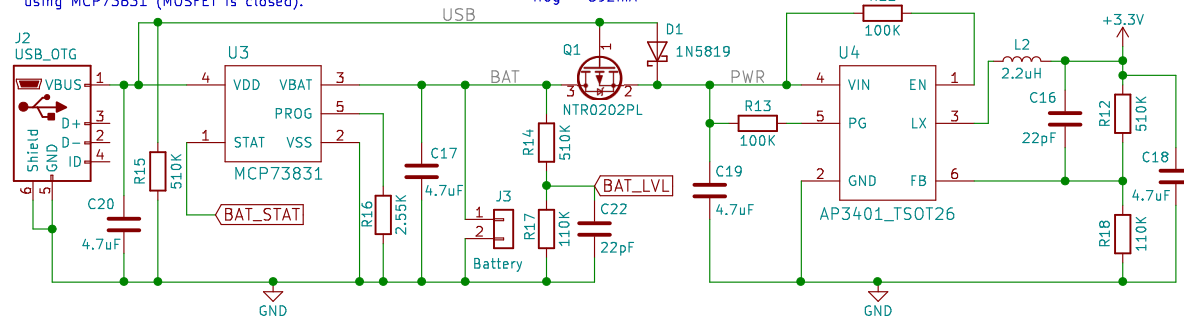 using MCP73831 (MOSFET is closed).
USB
J2
USB_OTG
VBUS 1
D+ 3
D- 2
ID 4
Shield
GND
6
5
C20
4.7uF
R15
510K
U3
4 VDD
VBAT 3
PROG 5
1 STAT
VSS 2
MCP73831
BAT_STAT
R16
2.55K
C17
4.7uF
BAT
J3
1
2
Battery
R14
510K
R17
110K
BAT_LVL
C22
22pF
Q1
1
3
2
NTR0202PL
D1
1N5819
PWR
100K
R13
100K
C19
4.7uF
U4
4 VIN
EN 1
5 PG
LX 3
2 GND
FB 6
AP3401_TSOT26
L2
2.2uH
+3.3V
C16
22pF
R12
510K
R18
110K
C18
4.7uF
GND
GND